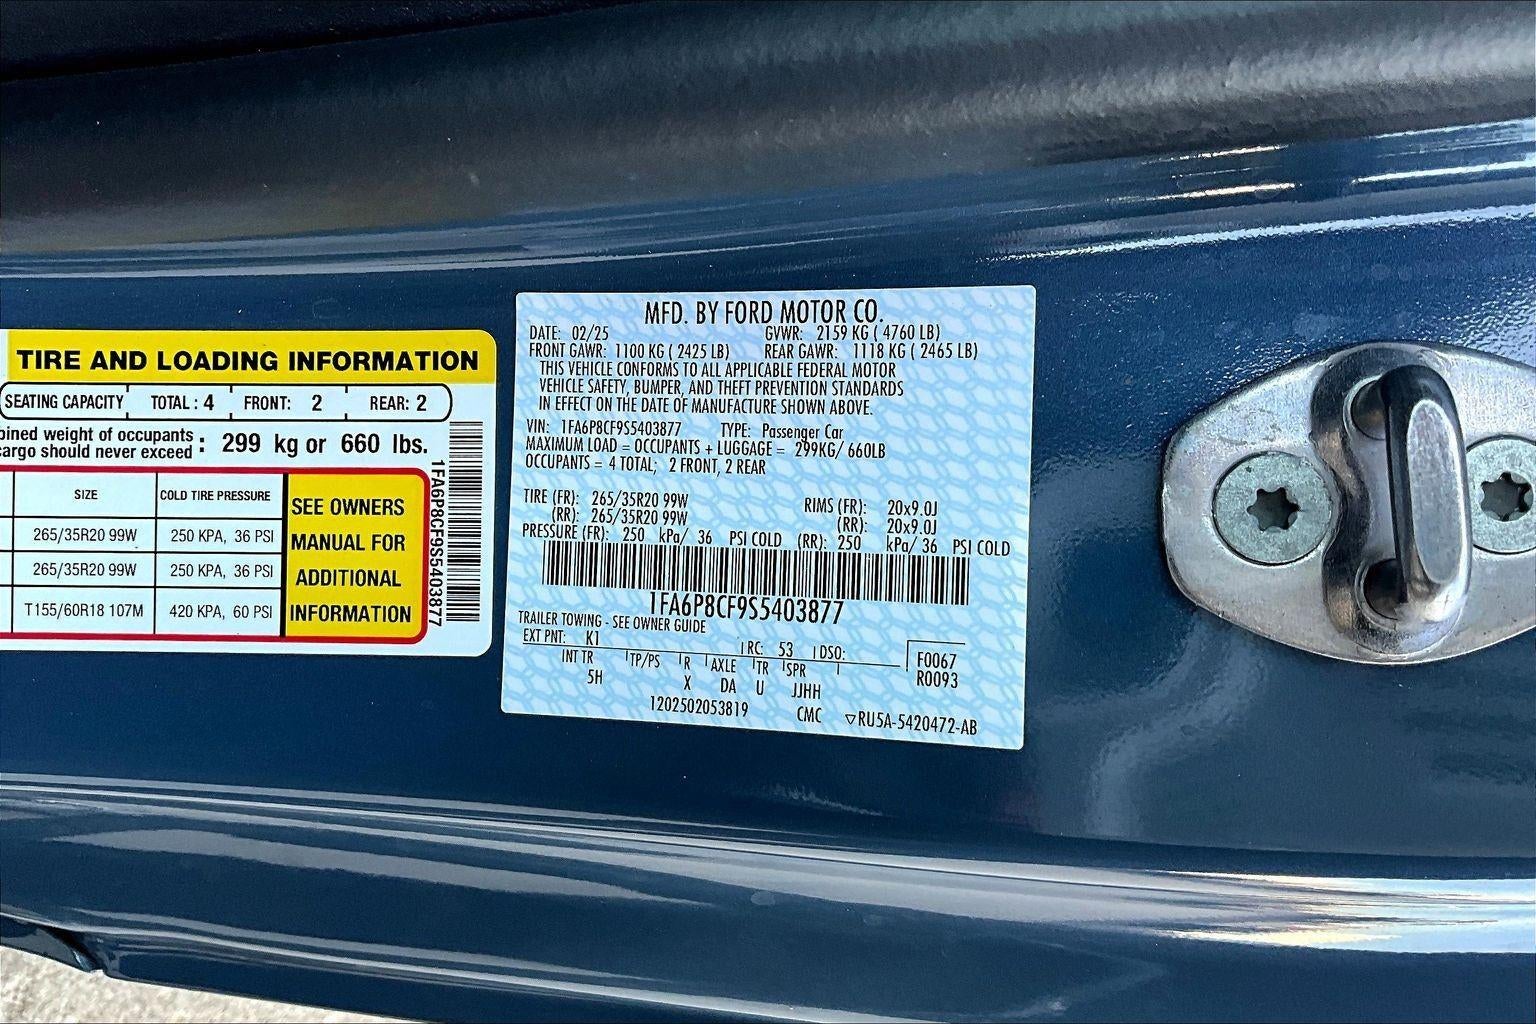 TIRE AND LOADING INFORMATION
SEATING CAPACITY TOTAL : 4 FRONT: 2 REAR: 2
weight of occupants
should never exceed : 299 kg or 660 lbs.
SIZE COLD TIRE PRESSURE
265/35R20 99W 250 KPA, 36 PSI
265/35R20 99W 250 KPA, 36 PSI
T155/60R18 107M 420 KPA, 60 PSI
SEE OWNERS
MANUAL FOR
ADDITIONAL
INFORMATION
1FA6P8CF9S5403877
MFD. BY FORD MOTOR CO.
DATE: 02/25 GVWR: 2159 KG ( 4760 LB)
FRONT GAWR: 1100 KG ( 2425 LB) REAR GAWR: 1118 KG ( 2465 LB)
THIS VEHICLE CONFORMS TO ALL APPLICABLE FEDERAL MOTOR
VEHICLE SAFETY, BUMPER, AND THEFT PREVENTION STANDARDS
IN EFFECT ON THE DATE OF MANUFACTURE SHOWN ABOVE.
VIN: 1FA6P8CF9S5403877 TYPE: Passenger Car
MAXIMUM LOAD = OCCUPANTS + LUGGAGE = 299KG/ 660LB
OCCUPANTS = 4 TOTAL; 2 FRONT, 2 REAR
TIRE (FR): 265/35R20 99W RIMS (FR): 20x9.0J
(RR): 265/35R20 99W (RR): 20x9.0J
PRESSURE (FR): 250 kPa/ 36 PSI COLD (RR): 250 kPa/ 36 PSI COLD
1FA6P8CF9S5403877
TRAILER TOWING - SEE OWNER GUIDE
EXT PNT: K1 RC: 53 DSO: F0067
R0093
INT TR TP/PS R AXLE TR SPR
5H X DA U JJHH
1202502053819 CMC ▽RU5A-5420472-AB